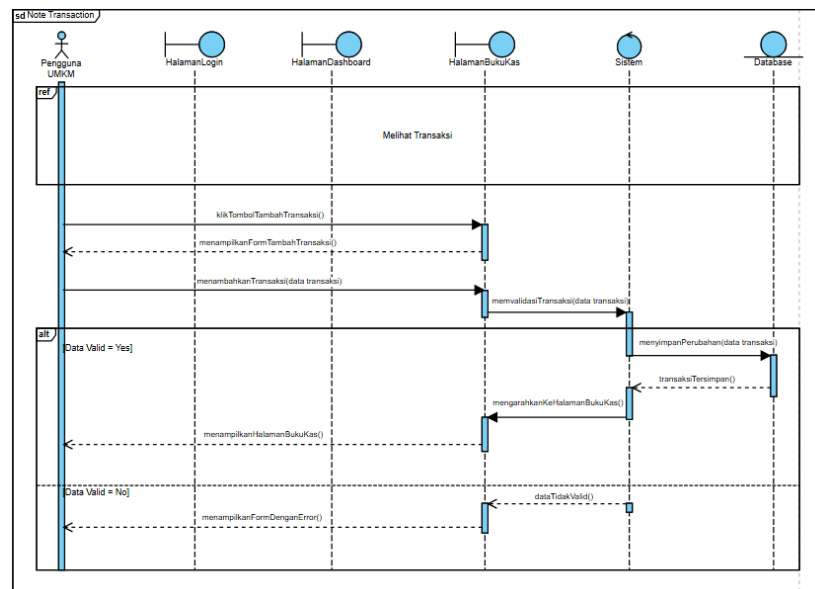 sd Note Transaction
Pengguna
UMKM
HalamanLogin
HalamanDashboard
HalamanBukuKas
Sistem
Database
ref
Melihat Transaksi
klikTombolTambahTransaksi()
menampilkanFormTambahTransaksi()
menambahkanTransaksi(data transaksi)
memvalidasiTransaksi(data transaksi)
alt
[Data Valid = Yes]
menyimpanPerubahan(data transaksi)
transaksiTersimpan()
mengarahkanKeHalamanBukuKas()
menampilkanHalamanBukuKas()
[Data Valid = No]
dataTidakValid()
menampilkanFormDenganError()